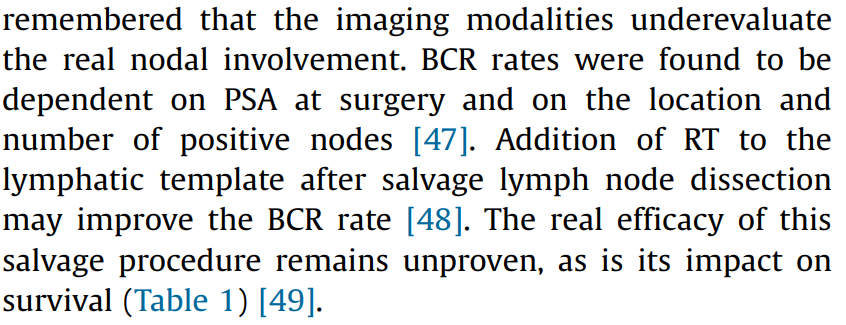 remembered that the imaging modalities underevaluate
the real nodal involvement. BCR rates were found to be
dependent on PSA at surgery and on the location and
number of positive nodes [47]. Addition of RT to the
lymphatic template after salvage lymph node dissection
may improve the BCR rate [48]. The real efficacy of this
salvage procedure remains unproven, as is its impact on
survival (Table 1) [49].